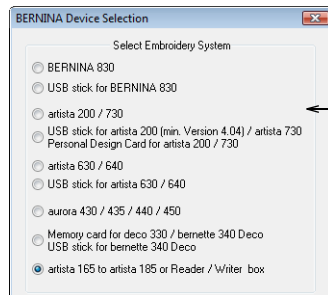 BERNINA Device Selection
Select Embroidery System
BERNINA 830
USB stick for BERNINA 830
artista 200 / 730
USB stick for artista 200 (min. Version 4.04) / artista 730
Personal Design Card for artista 200 / 730
artista 630 / 640
USB stick for artista 630 / 640
aurora 430 / 435 / 440 / 450
Memory card for deco 330 / bernette 340 Deco
USB stick for bernette 340 Deco
artista 165 to artista 185 or Reader / Writer box